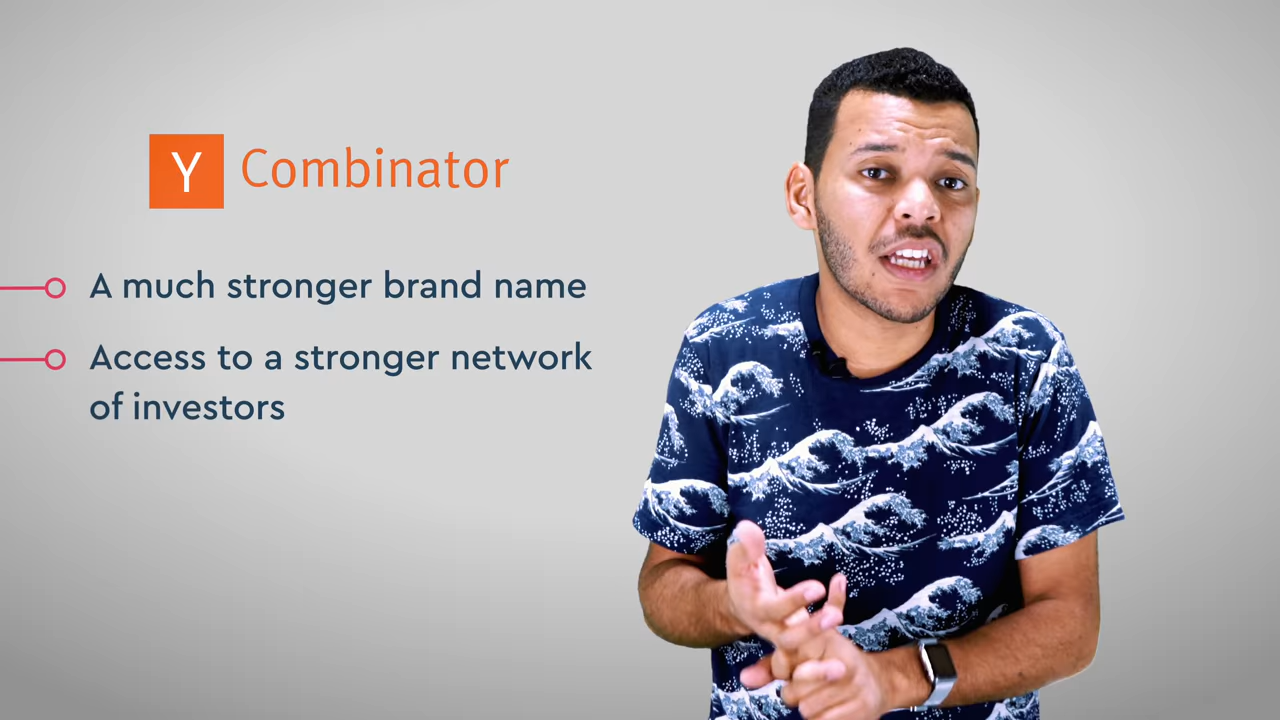 Y Combinator
A much stronger brand name
Access to a stronger network
of investors